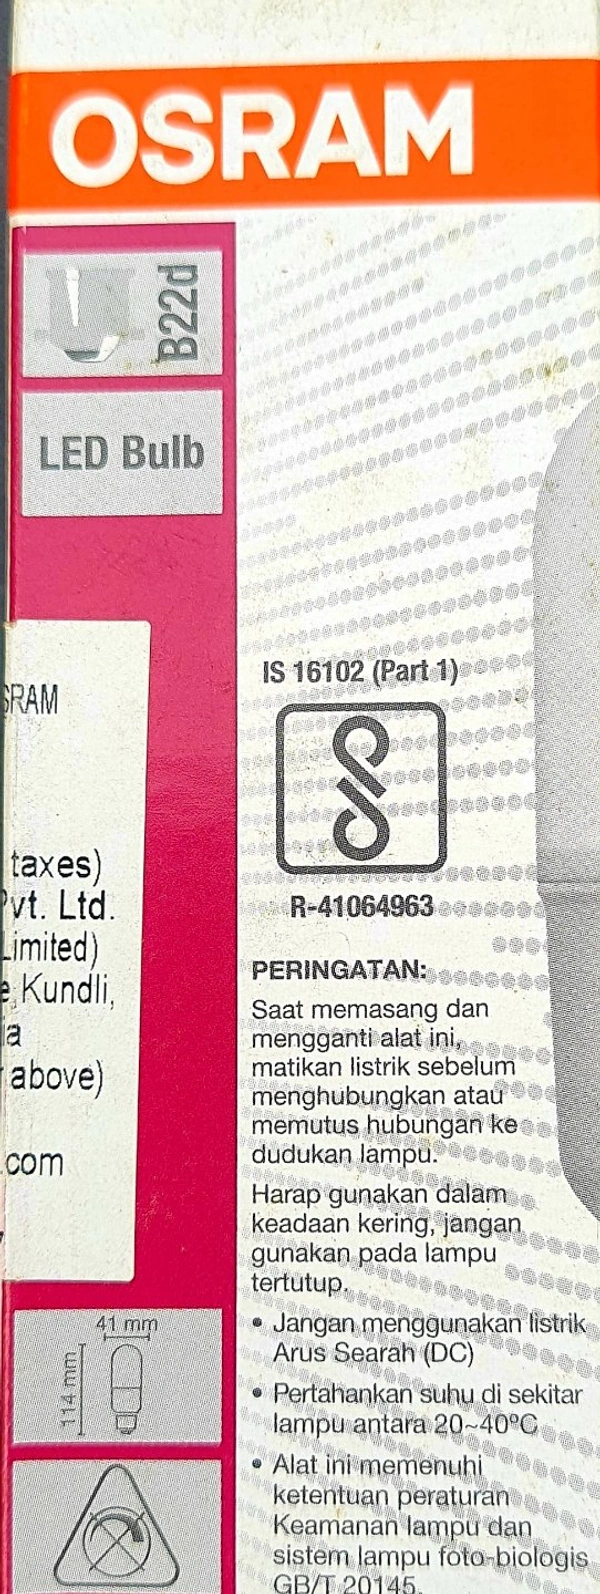 OSRAM
B22d
LED Bulb
taxes)
Pvt. Ltd.
Limited)
Kundli,
above)
.com
IS 16102 (Part 1)
R-41064963
PERINGATAN:
Saat memasang dan
mengganti alat ini,
matikan listrik sebelum
menghubungkan atau
memutus hubungan ke
dudukan lampu.
Harap gunakan dalam
keadaan kering, jangan
gunakan pada lampu
tertutup.
• Jangan menggunakan listrik
Arus Searah (DC)
• Pertahankan suhu di sekitar
lampu antara 20~40ºC
• Alat ini memenuhi
ketentuan peraturan
Keamanan lampu dan
sistem lampu foto-biologis
GB/T 20145.
41 mm
114 mm